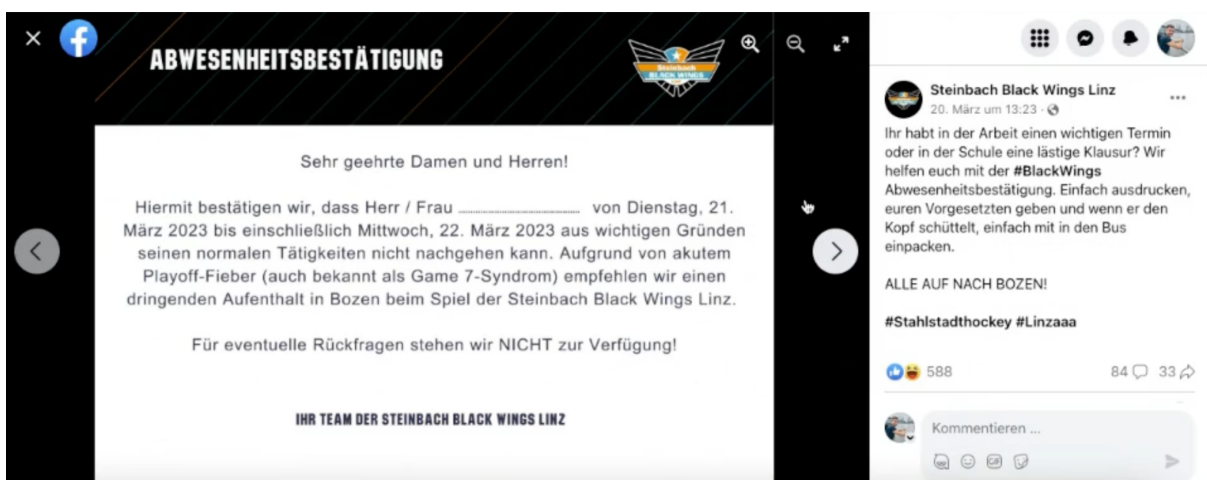 ABWESENHEITSBESTÄTIGUNG
Steinbach
BLACK WINGS
Sehr geehrte Damen und Herren!
Hiermit bestätigen wir, dass Herr / Frau ........................ von Dienstag, 21.
März 2023 bis einschließlich Mittwoch, 22. März 2023 aus wichtigen Gründen
seinen normalen Tätigkeiten nicht nachgehen kann. Aufgrund von akutem
Playoff-Fieber (auch bekannt als Game 7-Syndrom) empfehlen wir einen
dringenden Aufenthalt in Bozen beim Spiel der Steinbach Black Wings Linz.
Für eventuelle Rückfragen stehen wir NICHT zur Verfügung!
IHR TEAM DER STEINBACH BLACK WINGS LINZ
Steinbach Black Wings Linz
20. März um 13:23 ·
Ihr habt in der Arbeit einen wichtigen Termin
oder in der Schule eine lästige Klausur? Wir
helfen euch mit der #BlackWings
Abwesenheitsbestätigung. Einfach ausdrucken,
euren Vorgesetzten geben und wenn er den
Kopf schüttelt, einfach mit in den Bus
einpacken.
ALLE AUF NACH BOZEN!
#Stahlstadthockey #Linzaaa
588
84
33
Kommentieren ...
GIF